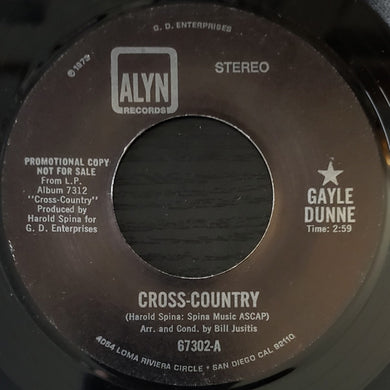 G. D. ENTERPRISES
℗ 1973
ALYN
RECORDS
STEREO
PROMOTIONAL COPY
NOT FOR SALE
From L.P.
Album 7312
"Cross-Country"
Produced by
Harold Spina for
G. D. Enterprises
GAYLE
DUNNE
Time: 2:59
CROSS-COUNTRY
(Harold Spina: Spina Music ASCAP)
Arr. and Cond. by Bill Jusitis
67302-A
4054 LOMA RIVIERA CIRCLE • SAN DIEGO CAL 92110